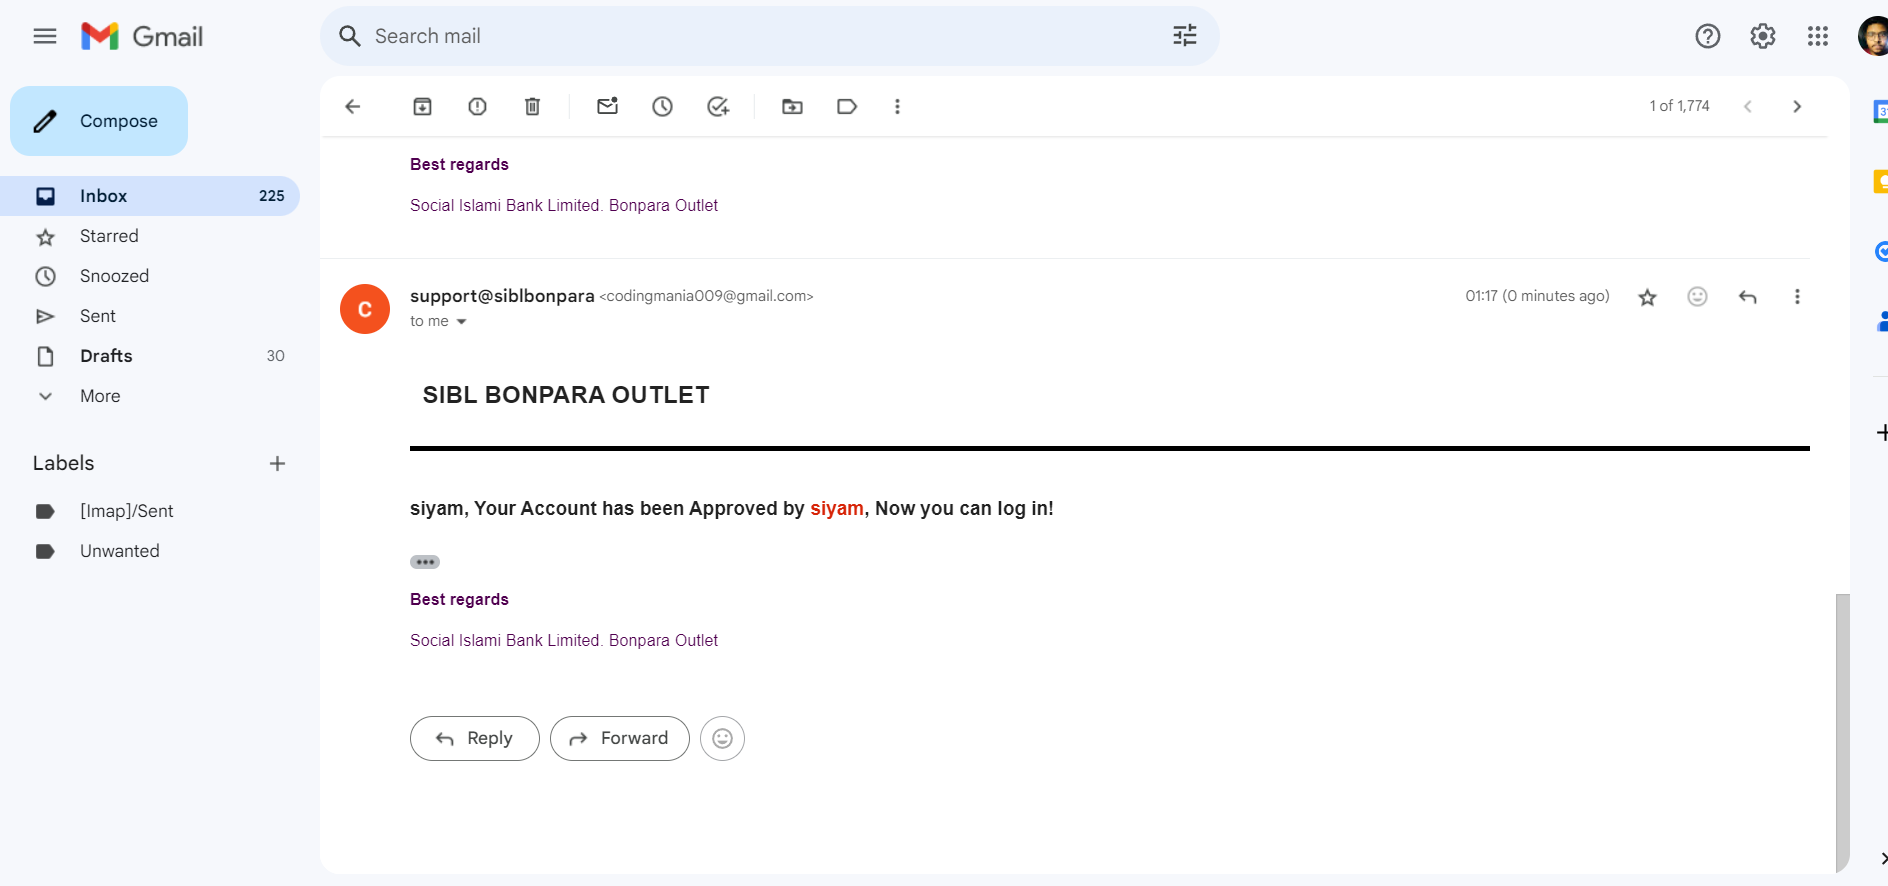 Gmail
Search mail
Compose
1 of 1,774
Inbox 225
Starred
Snoozed
Sent
Drafts 30
More
Labels
[Imap]/Sent
Unwanted
Best regards
Social Islami Bank Limited. Bonpara Outlet
C
support@siblbonpara <codingmania009@gmail.com>
01:17 (0 minutes ago)
to me
SIBL BONPARA OUTLET
siyam, Your Account has been Approved by siyam, Now you can log in!
Best regards
Social Islami Bank Limited. Bonpara Outlet
Reply
Forward